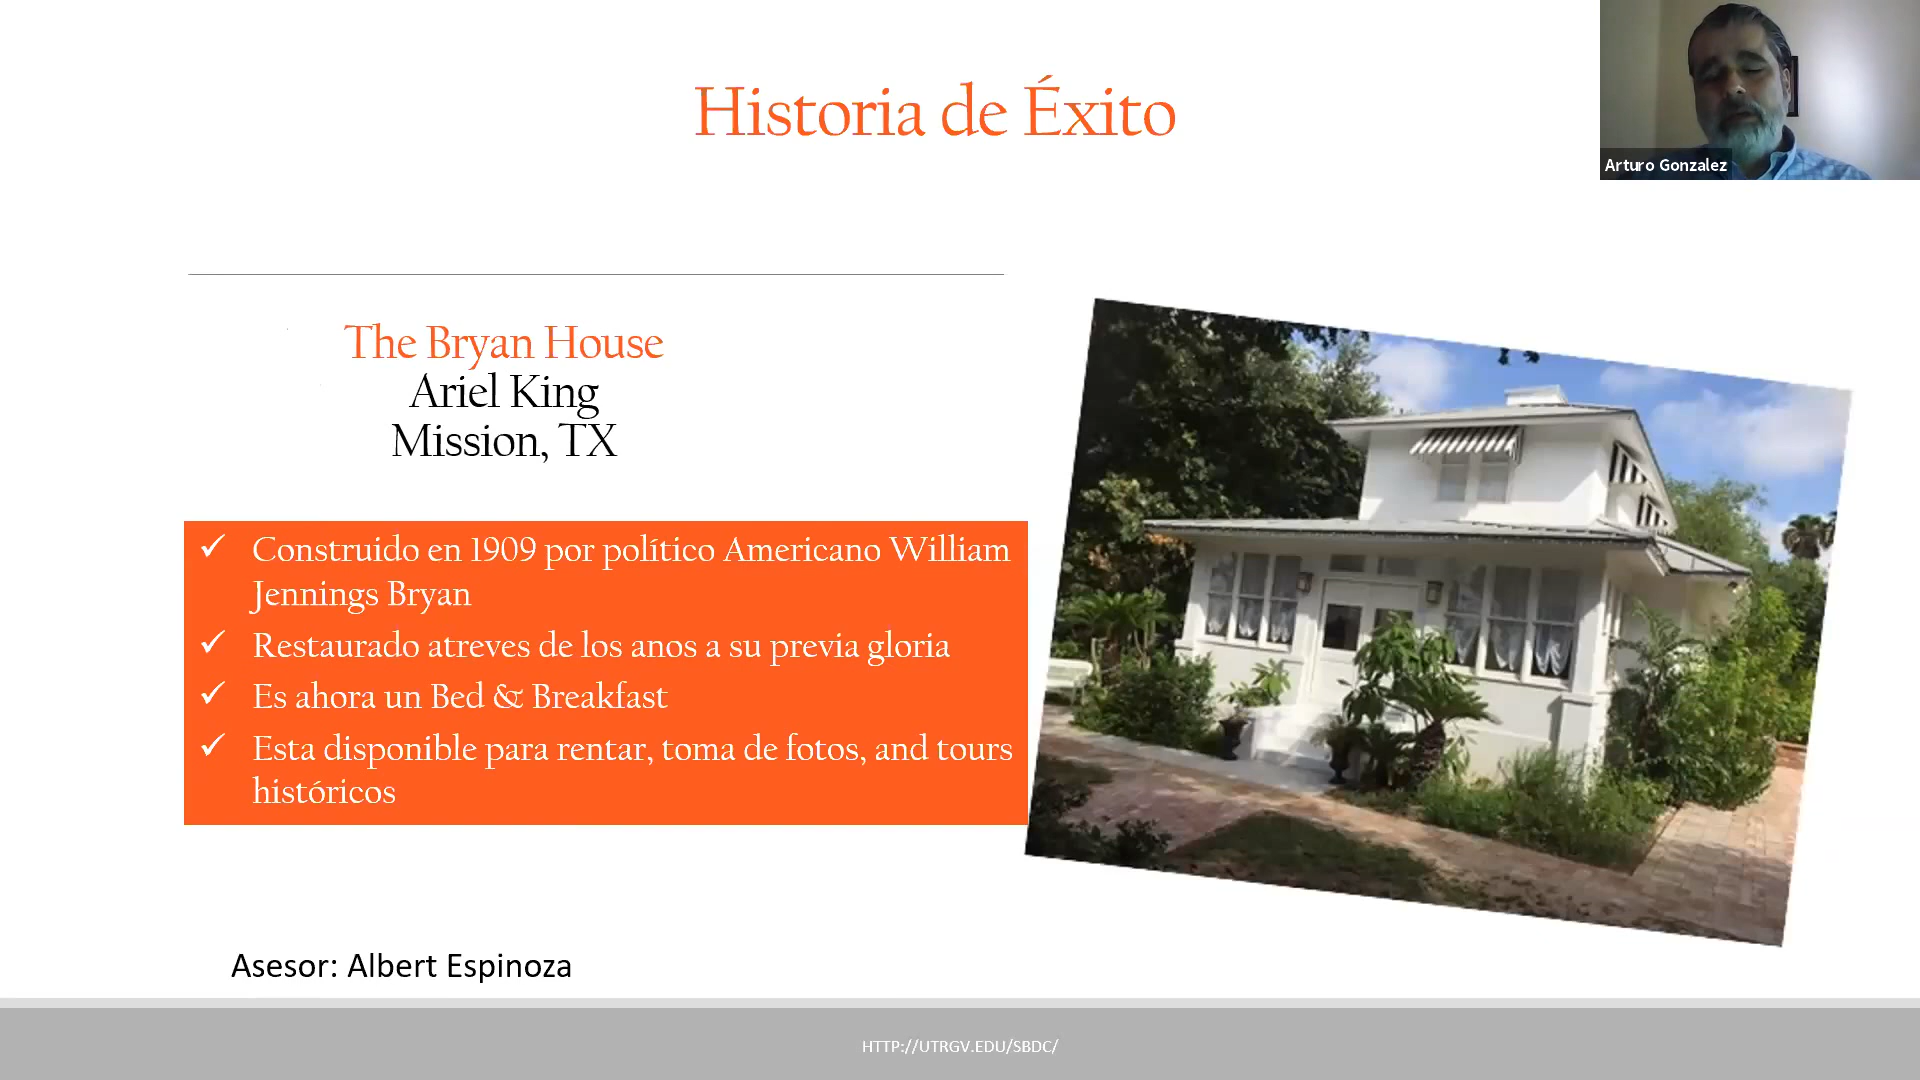 Historia de Éxito
Arturo Gonzalez
The Bryan House
Ariel King
Mission, TX
✓ Construido en 1909 por político Americano William
Jennings Bryan
✓ Restaurado atreves de los anos a su previa gloria
✓ Es ahora un Bed & Breakfast
✓ Esta disponible para rentar, toma de fotos, and tours
históricos
Asesor: Albert Espinoza
HTTP://UTRGV.EDU/SBDC/